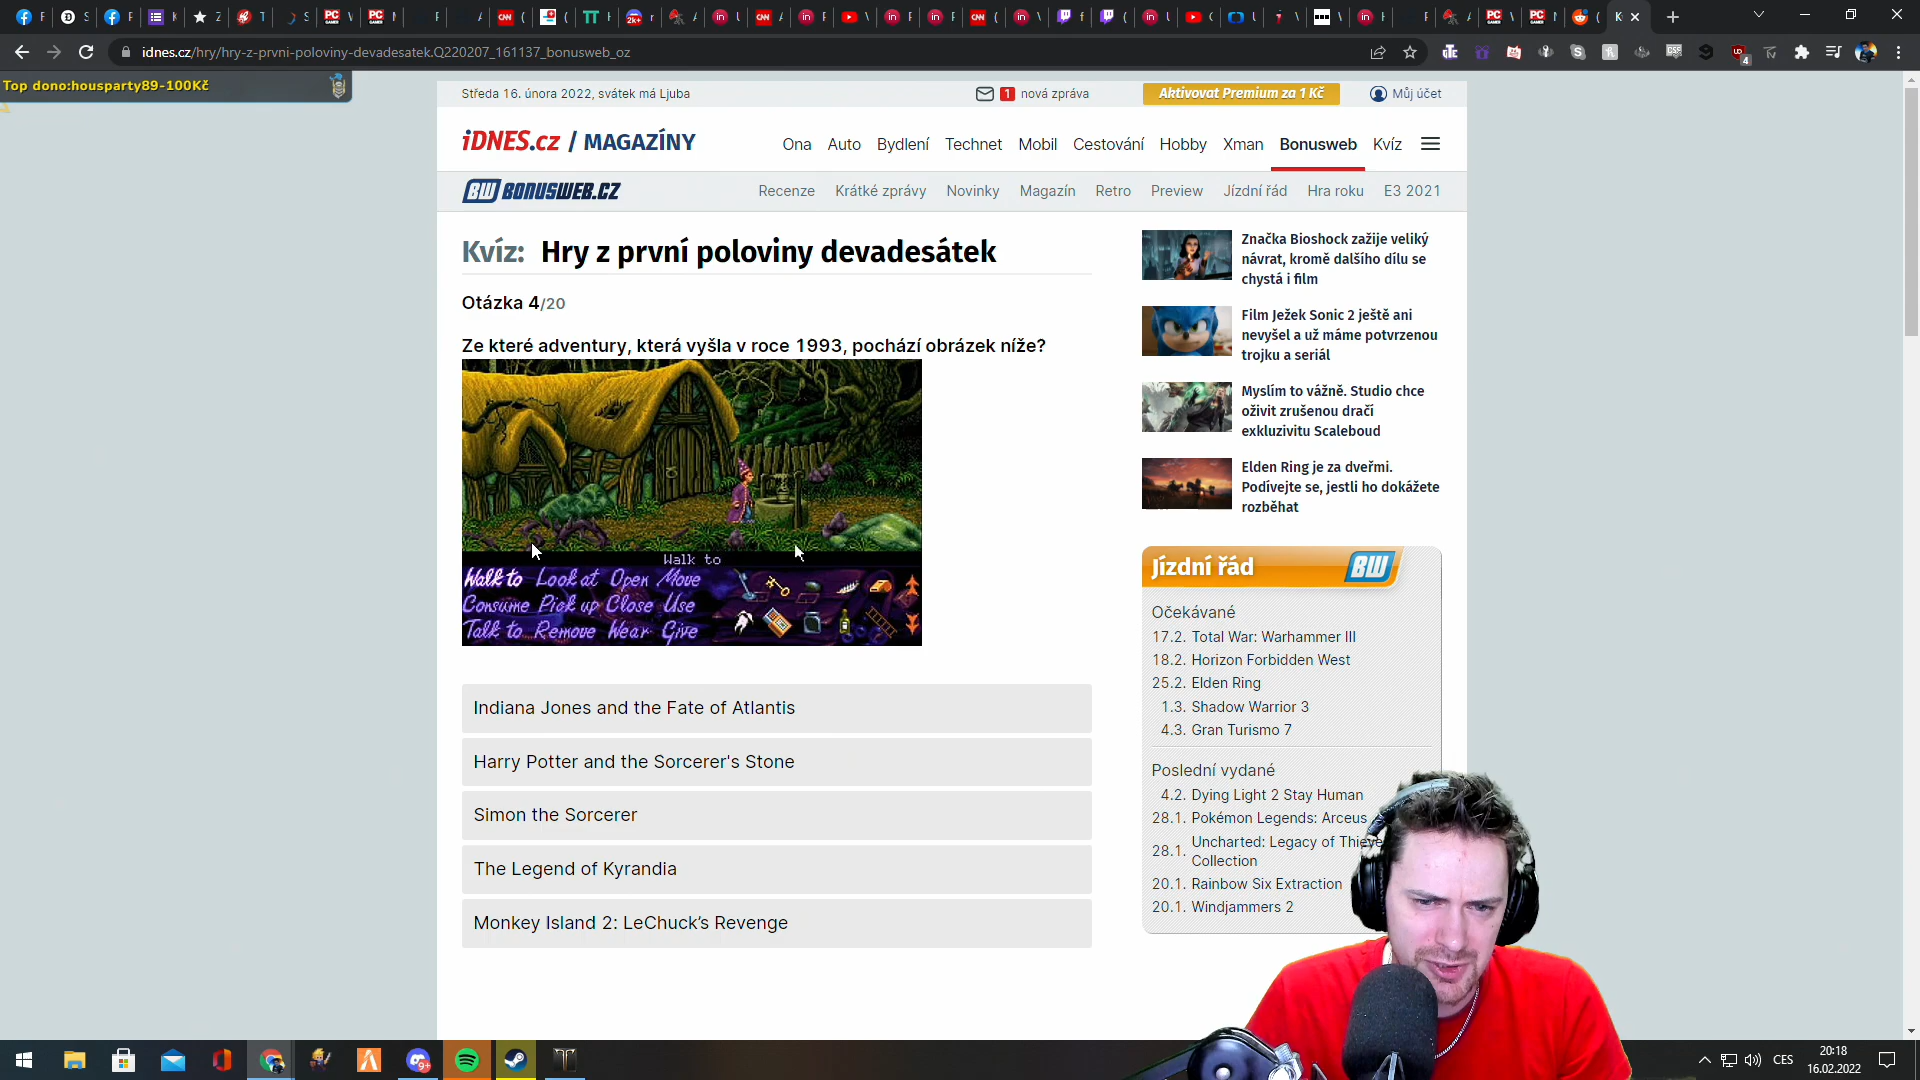 idnes.cz/hry/hry-z-prvni-poloviny-devadesatek.Q220207_161137_bonusweb_oz
Top dono:housparty89-100Kč
Středa 16. února 2022, svátek má Ljuba
1 nová zpráva
Aktivovat Premium za 1 Kč
Můj účet
iDNES.cz / MAGAZÍNY
Ona Auto Bydlení Technet Mobil Cestování Hobby Xman Bonusweb Kvíz
BW BONUSWEB.CZ
Recenze Krátké zprávy Novinky Magazín Retro Preview Jízdní řád Hra roku E3 2021
Kvíz: Hry z první poloviny devadesátek
Otázka 4/20
Ze které adventury, která vyšla v roce 1993, pochází obrázek níže?
Walk to
Walk to Look at Open Move
Consume Pick up Close Use
Talk to Remove Wear Give
Indiana Jones and the Fate of Atlantis
Harry Potter and the Sorcerer's Stone
Simon the Sorcerer
The Legend of Kyrandia
Monkey Island 2: LeChuck's Revenge
Značka Bioshock zažije veliký
návrat, kromě dalšího dílu se
chystá i film
Film Ježek Sonic 2 ještě ani
nevyšel a už máme potvrzenou
trojku a seriál
Myslím to vážně. Studio chce
oživit zrušenou dračí
exkluzivitu Scaleboud
Elden Ring je za dveřmi.
Podívejte se, jestli ho dokážete
rozběhat
Jízdní řád BW
Očekávané
17.2. Total War: Warhammer III
18.2. Horizon Forbidden West
25.2. Elden Ring
1.3. Shadow Warrior 3
4.3. Gran Turismo 7
Poslední vydané
4.2. Dying Light 2 Stay Human
28.1. Pokémon Legends: Arceus
28.1. Uncharted: Legacy of Thieve
Collection
20.1. Rainbow Six Extraction
20.1. Windjammers 2
CES
20:18
16.02.2022